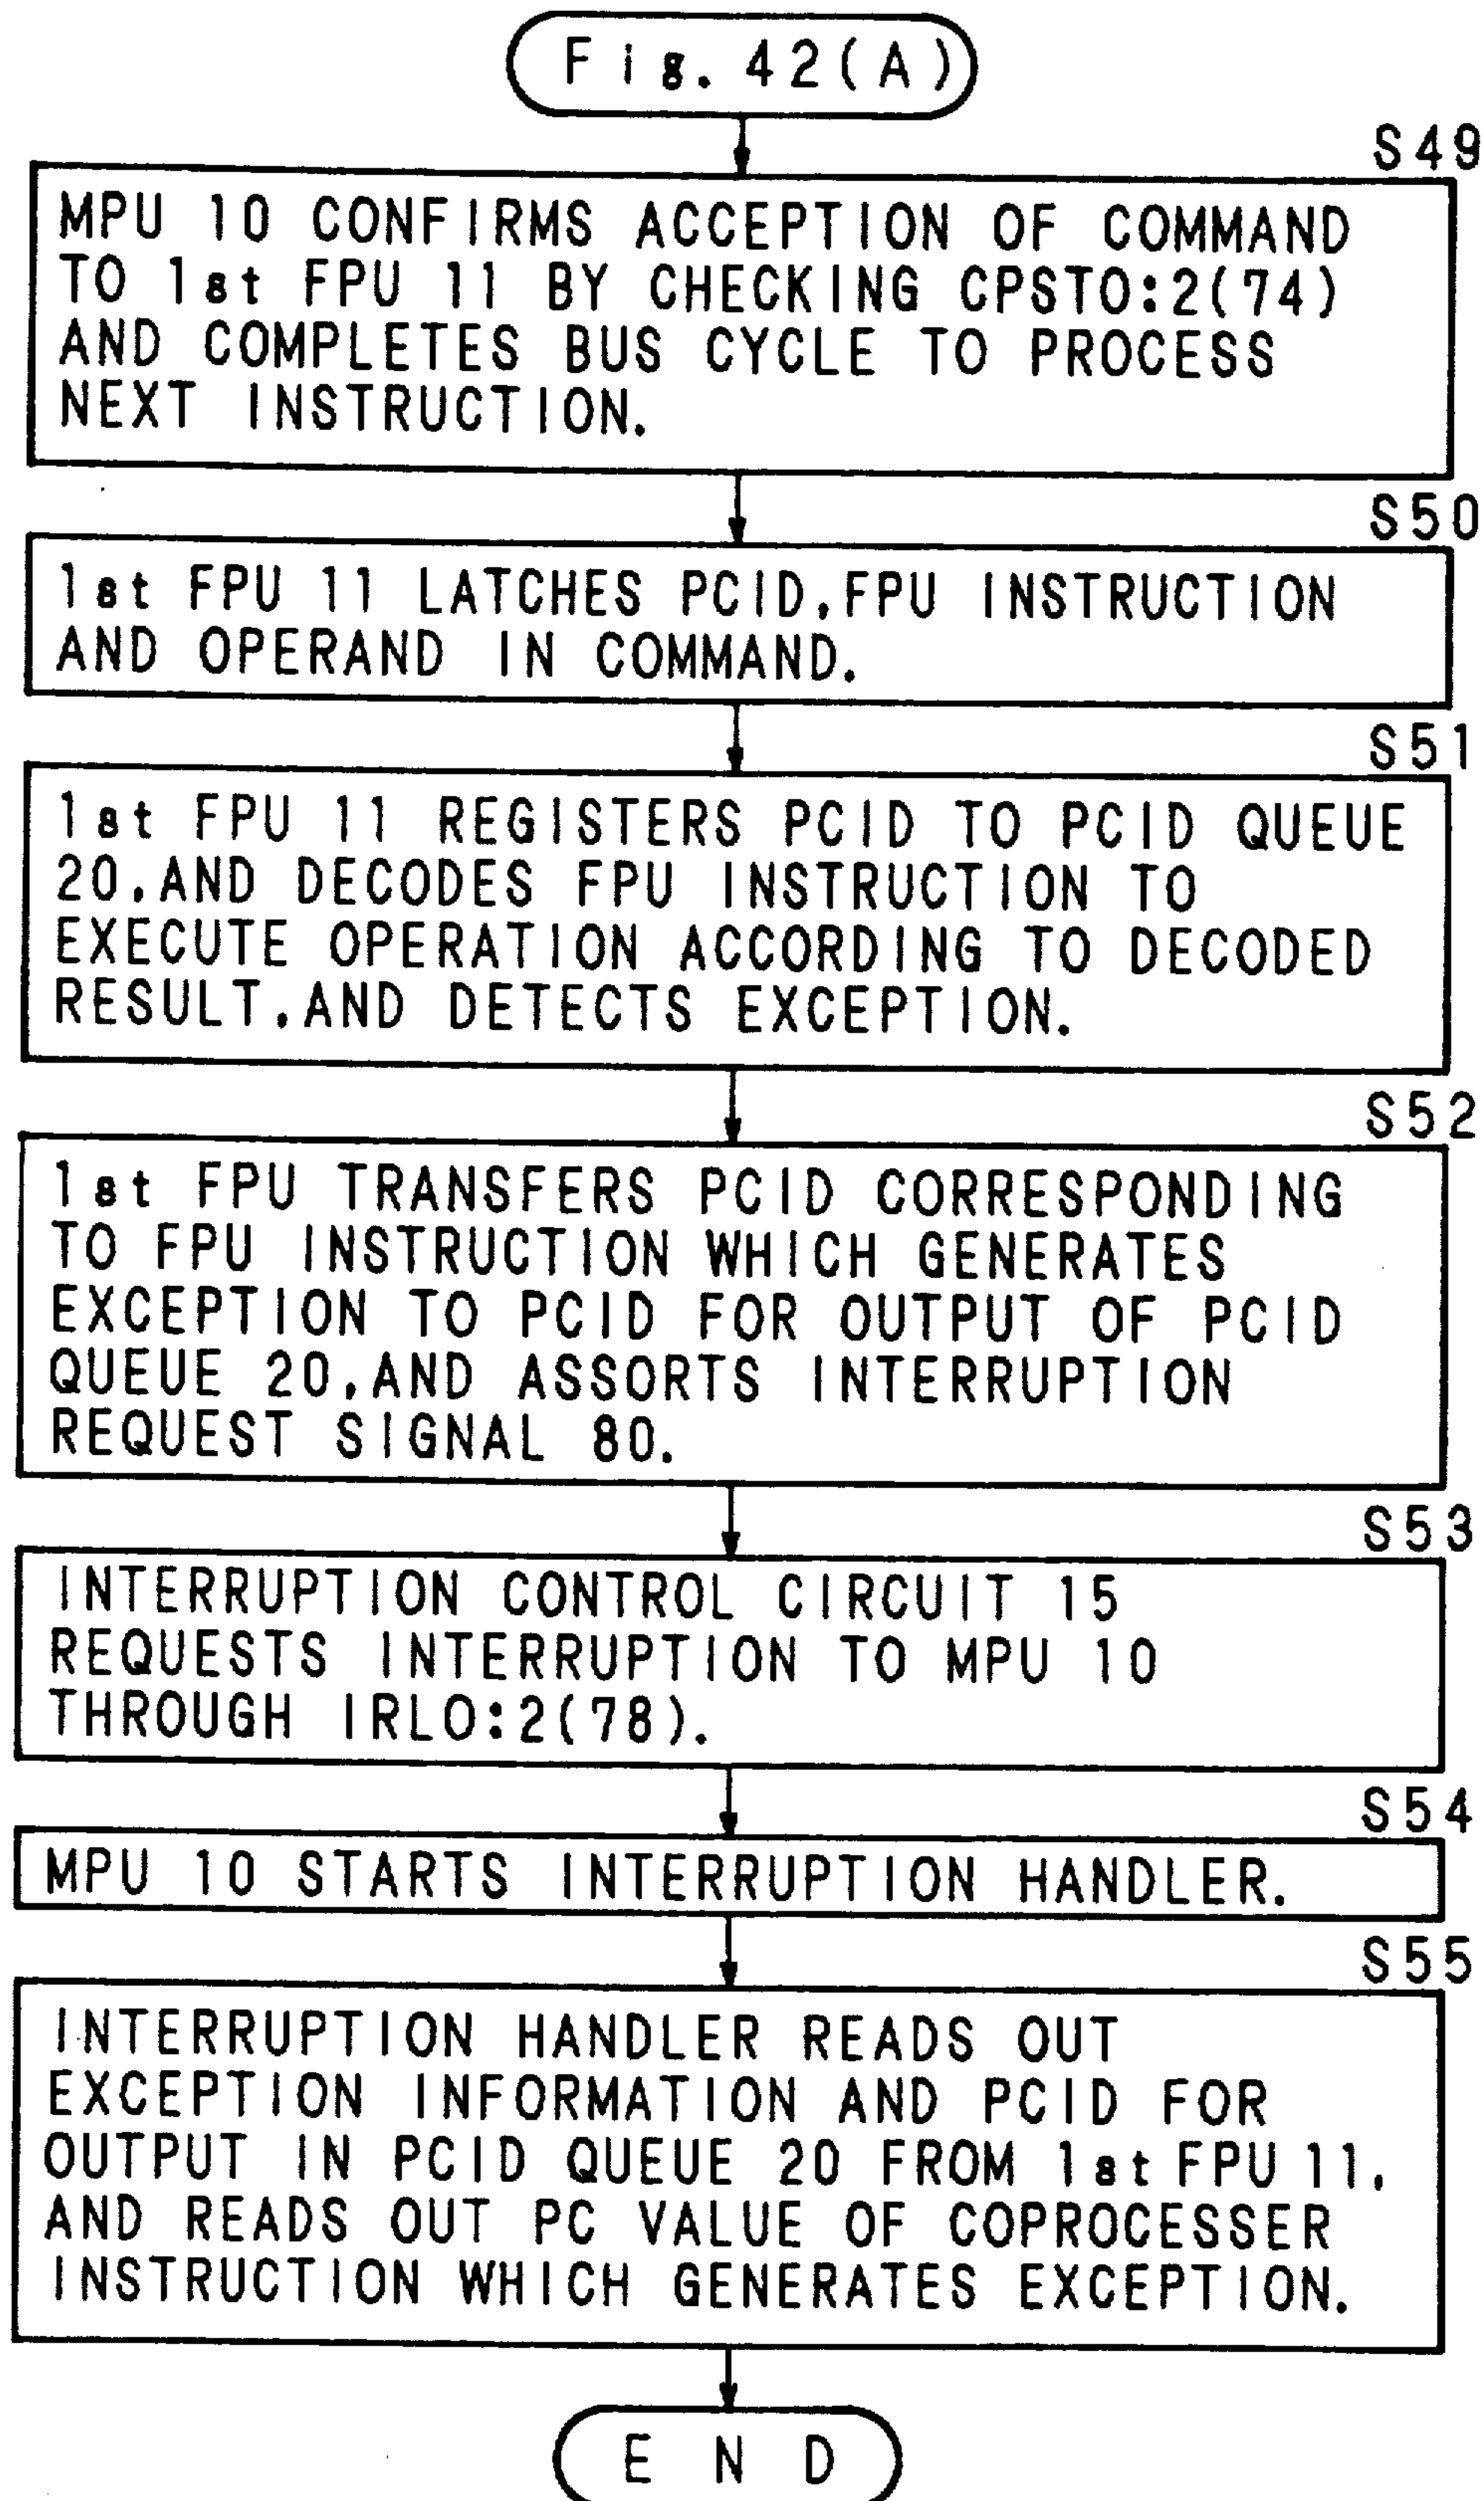 Fig. 42(A)
S49
MPU 10 CONFIRMS ACCEPTION OF COMMAND
TO 1st FPU 11 BY CHECKING CPST0:2(74)
AND COMPLETES BUS CYCLE TO PROCESS
NEXT INSTRUCTION.
S50
1st FPU 11 LATCHES PCID,FPU INSTRUCTION
AND OPERAND IN COMMAND.
S51
1st FPU 11 REGISTERS PCID TO PCID QUEUE
20,AND DECODES FPU INSTRUCTION TO
EXECUTE OPERATION ACCORDING TO DECODED
RESULT,AND DETECTS EXCEPTION.
S52
1st FPU TRANSFERS PCID CORRESPONDING
TO FPU INSTRUCTION WHICH GENERATES
EXCEPTION TO PCID FOR OUTPUT OF PCID
QUEUE 20,AND ASSORTS INTERRUPTION
REQUEST SIGNAL 80.
S53
INTERRUPTION CONTROL CIRCUIT 15
REQUESTS INTERRUPTION TO MPU 10
THROUGH IRL0:2(78).
S54
MPU 10 STARTS INTERRUPTION HANDLER.
S55
INTERRUPTION HANDLER READS OUT
EXCEPTION INFORMATION AND PCID FOR
OUTPUT IN PCID QUEUE 20 FROM 1st FPU 11,
AND READS OUT PC VALUE OF COPROCESSER
INSTRUCTION WHICH GENERATES EXCEPTION.
END